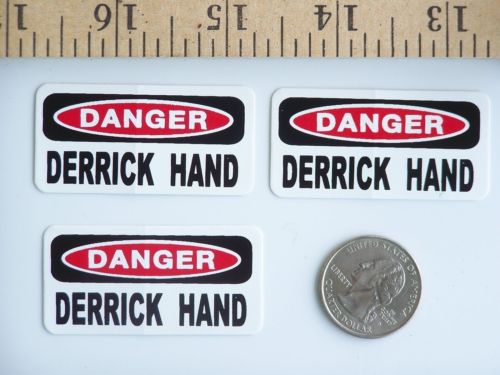 16 15 14 13
DANGER
DERRICK HAND
DANGER
DERRICK HAND
DANGER
DERRICK HAND
UNITED STATES OF AMERICA
LIBERTY
QUARTER DOLLAR